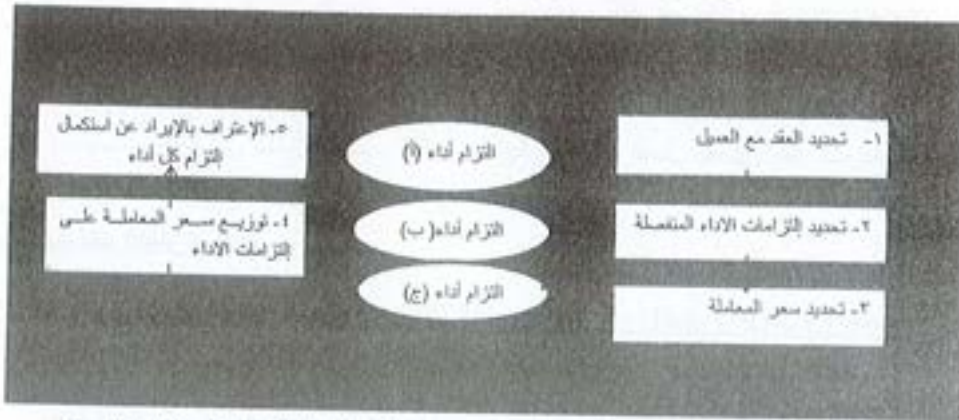 ١- تحديد العقد مع العميل
٢- تحديد إلتزامات الاداء المنفصلة
٣- تحديد سعر المعاملة
التزام أداء (أ)
التزام أداء (ب)
التزام أداء (ج)
٥- الإعتراف بالإيراد عن استكمال
إلتزام كل أداء
٤- توزيع سعر المعاملة على
إلتزامات الاداء